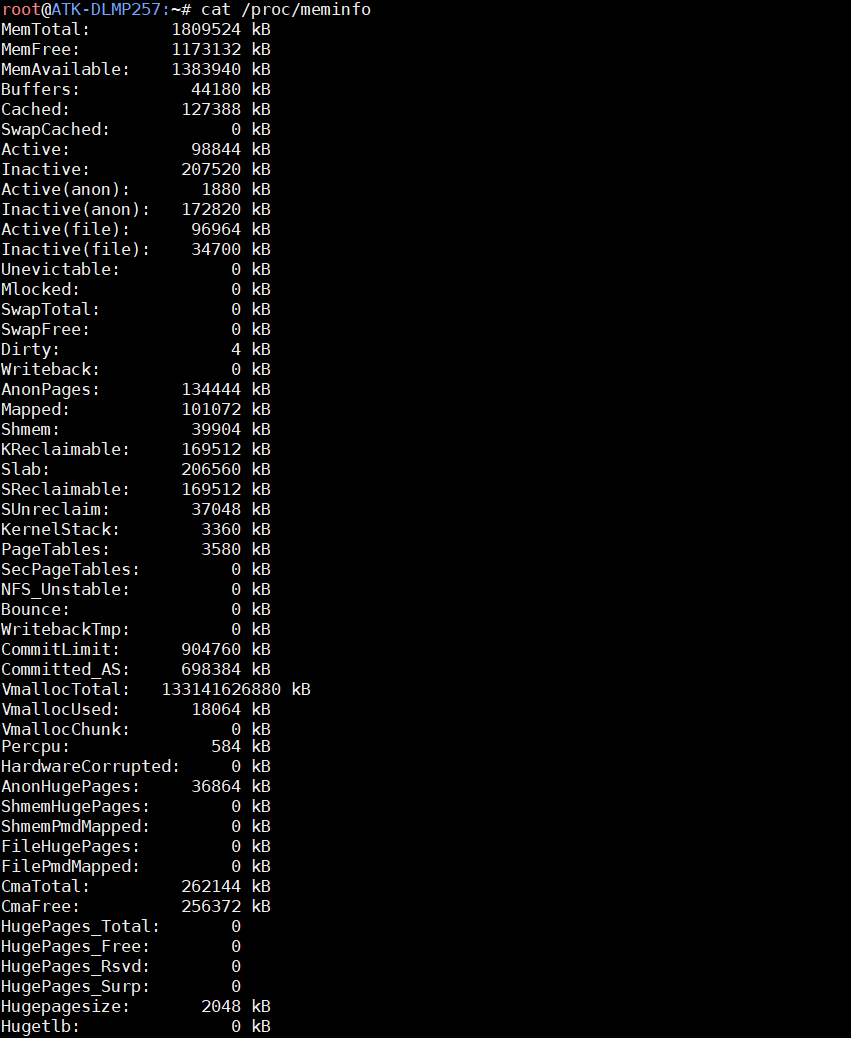 root@ATK-DLMP257:~# cat /proc/meminfo
MemTotal:        1809524 kB
MemFree:         1173132 kB
MemAvailable:    1383940 kB
Buffers:           44180 kB
Cached:           127388 kB
SwapCached:            0 kB
Active:            98844 kB
Inactive:         207520 kB
Active(anon):       1880 kB
Inactive(anon):   172820 kB
Active(file):      96964 kB
Inactive(file):    34700 kB
Unevictable:           0 kB
Mlocked:               0 kB
SwapTotal:             0 kB
SwapFree:              0 kB
Dirty:                 4 kB
Writeback:             0 kB
AnonPages:        134444 kB
Mapped:           101072 kB
Shmem:             39904 kB
KReclaimable:     169512 kB
Slab:             206560 kB
SReclaimable:     169512 kB
SUnreclaim:        37048 kB
KernelStack:        3360 kB
PageTables:         3580 kB
SecPageTables:         0 kB
NFS_Unstable:          0 kB
Bounce:                0 kB
WritebackTmp:          0 kB
CommitLimit:      904760 kB
Committed_AS:     698384 kB
VmallocTotal:   133141626880 kB
VmallocUsed:       18064 kB
VmallocChunk:          0 kB
Percpu:              584 kB
HardwareCorrupted:     0 kB
AnonHugePages:     36864 kB
ShmemHugePages:        0 kB
ShmemPmdMapped:        0 kB
FileHugePages:         0 kB
FilePmdMapped:         0 kB
CmaTotal:         262144 kB
CmaFree:          256372 kB
HugePages_Total:       0
HugePages_Free:        0
HugePages_Rsvd:        0
HugePages_Surp:        0
Hugepagesize:       2048 kB
Hugetlb:               0 kB